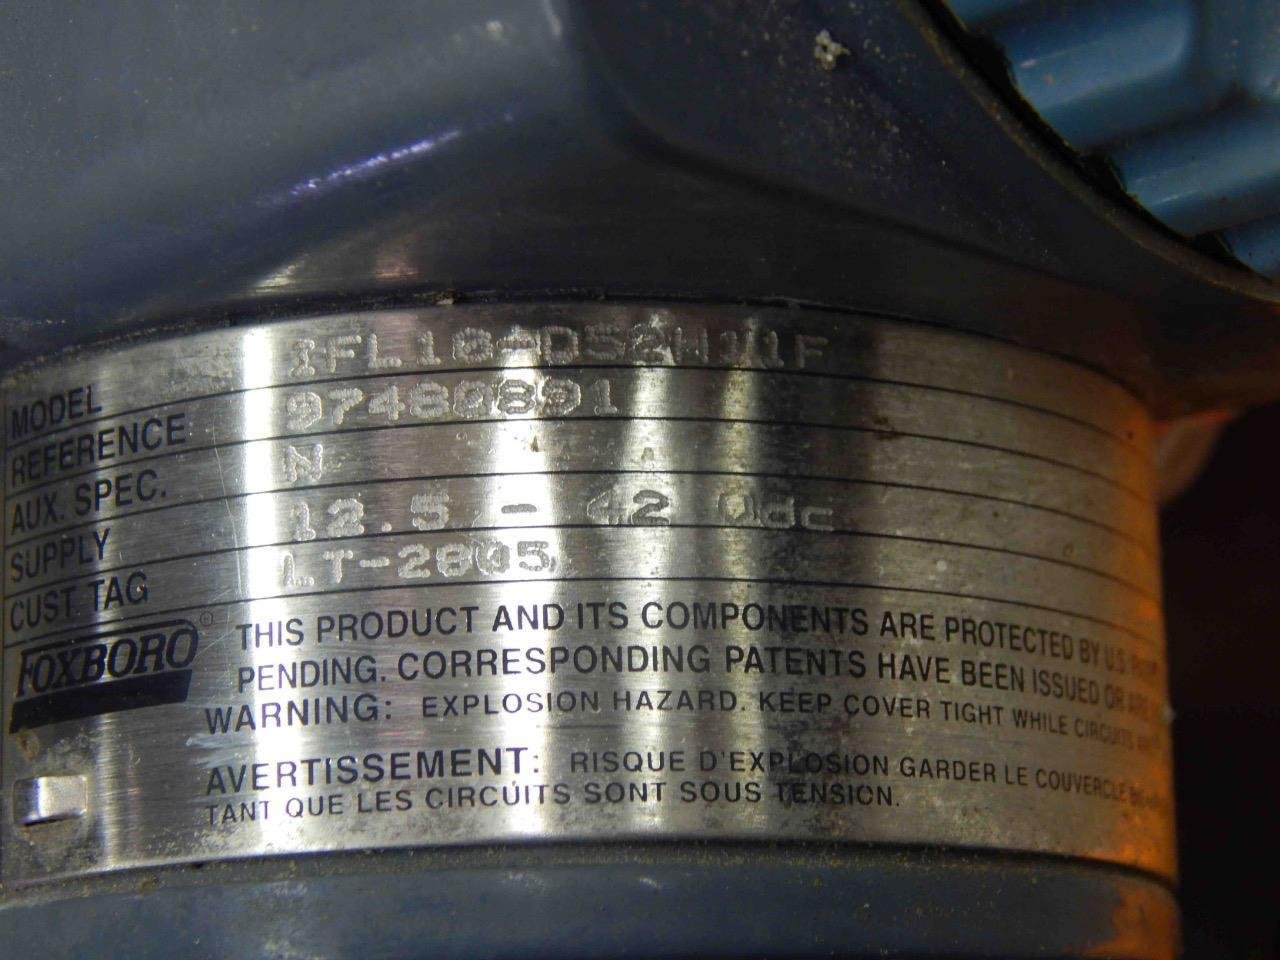 MODEL IFL10-D52H11F
REFERENCE 97480891
AUX. SPEC. N
SUPPLY 12.5 - 42 Vdc
CUST TAG LT-2805
FOXBORO®
THIS PRODUCT AND ITS COMPONENTS ARE PROTECTED BY U.S.
PENDING. CORRESPONDING PATENTS HAVE BEEN ISSUED OR ARE
WARNING: EXPLOSION HAZARD. KEEP COVER TIGHT WHILE CIRCUITS
AVERTISSEMENT: RISQUE D'EXPLOSION GARDER LE COUVERCLE
TANT QUE LES CIRCUITS SONT SOUS TENSION.